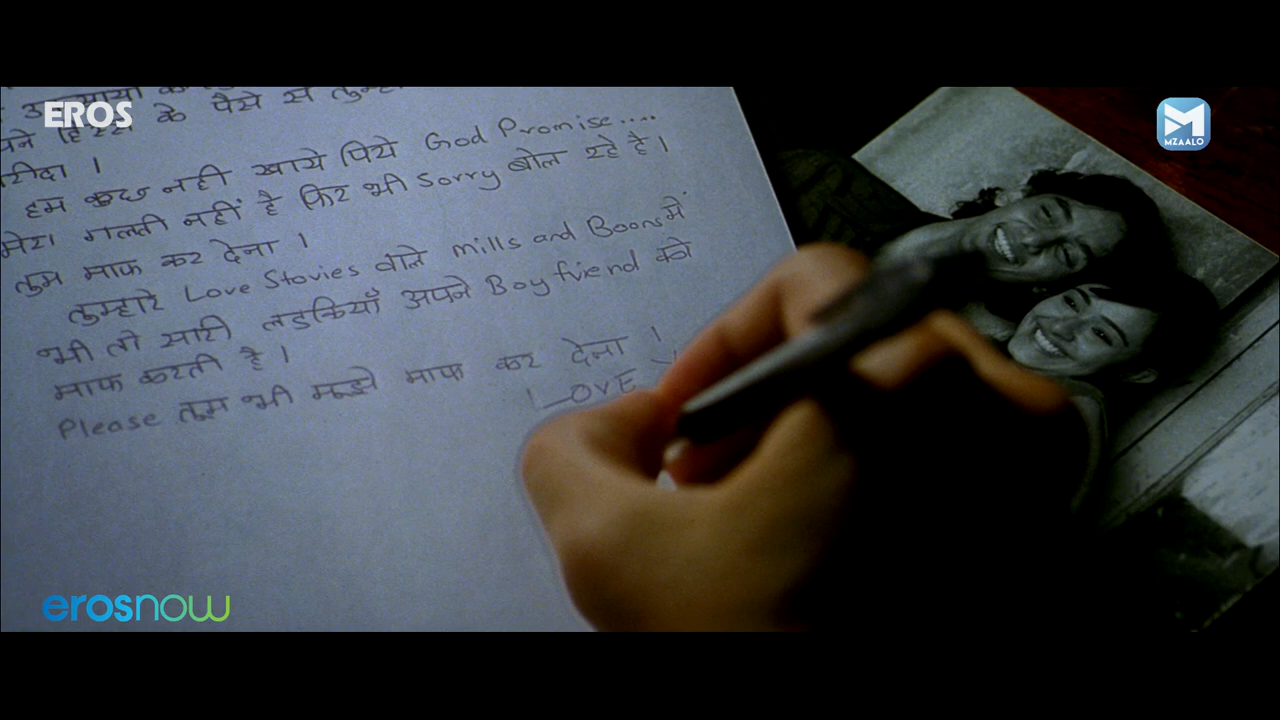 EROS
MZAALO
के पैसे से
रीदा ।
हम कुछ नही खाये पिये God Promise....
मेरा गलती नहीं है फिर भी Sorry बोल रहे है।
तुम माफ कर देना ।
तुम्हारे Love Stories वाले mills and Boons में
भी तो सारी लडकियाँ अपने Boyfriend को
माफ करती है ।
Please तुम भी मुझे माफ कर देना ।
LOVE
erosnow